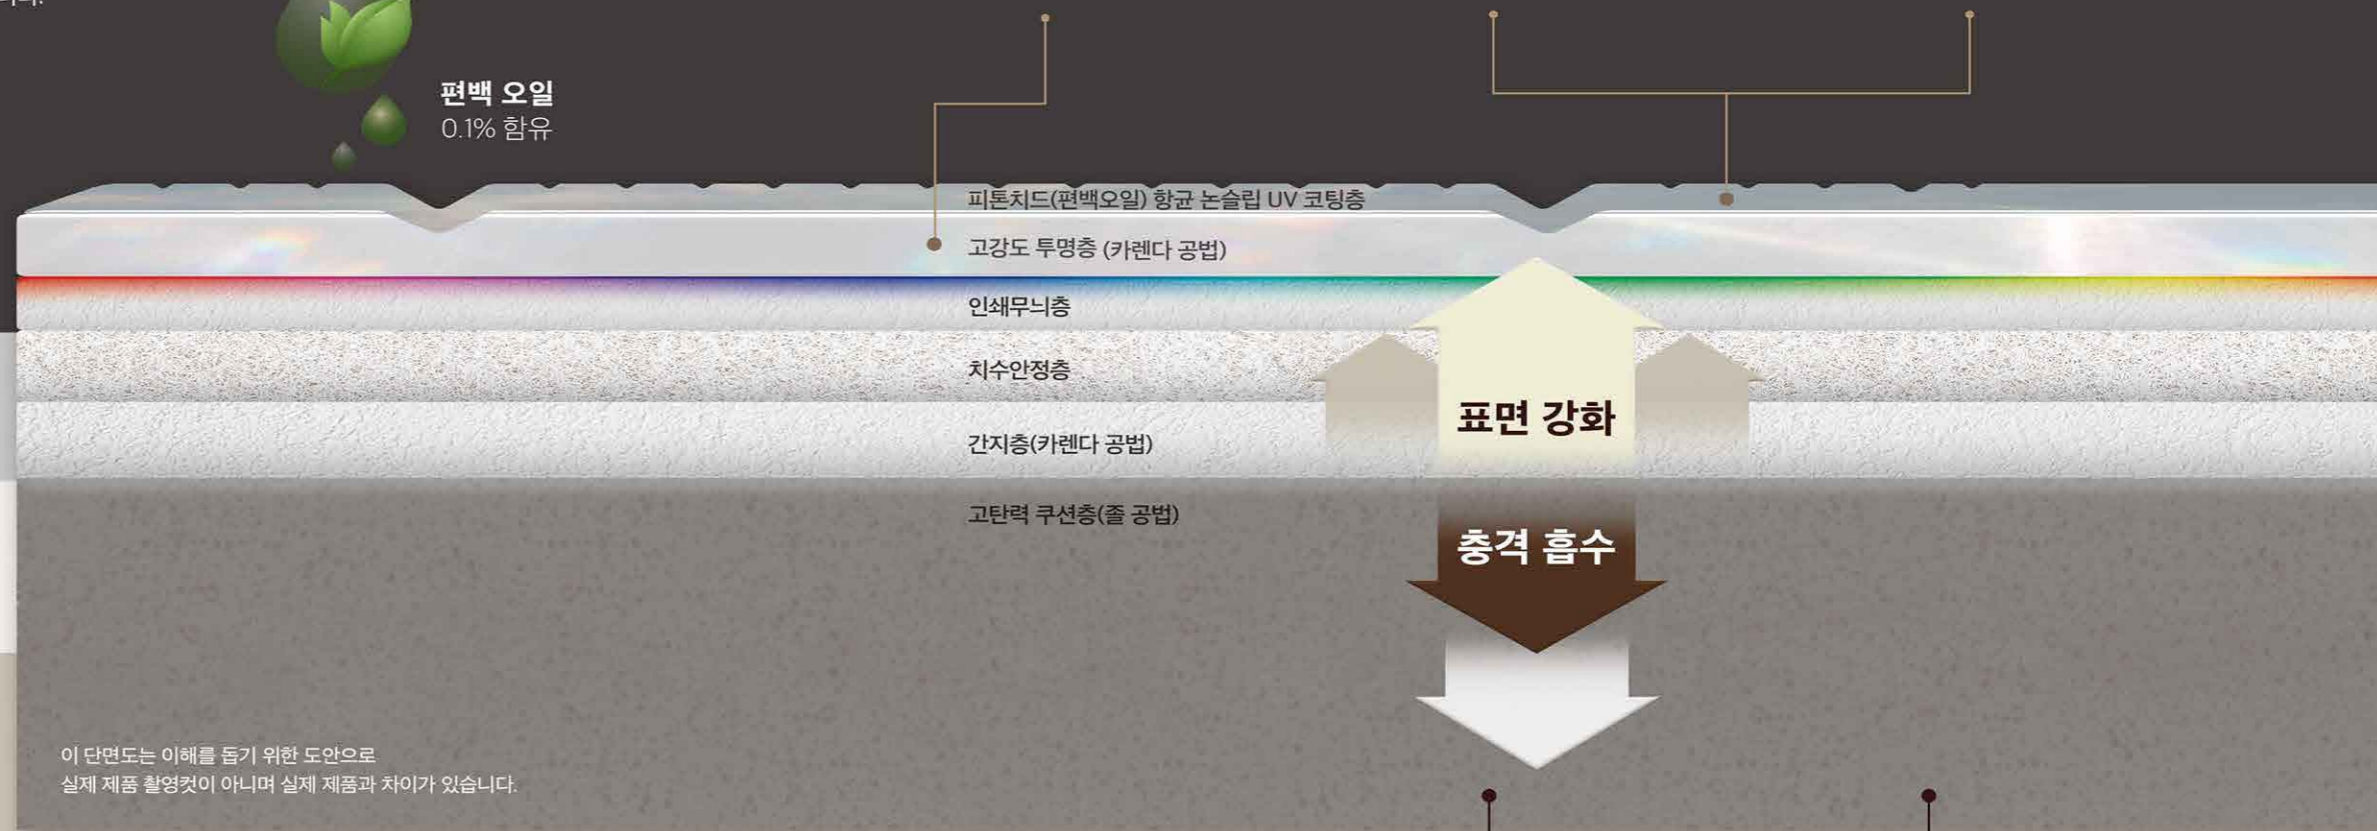 편백 오일
0.1% 함유
피톤치드(편백오일) 항균 논슬립 UV 코팅층
고강도 투명층 (카렌다 공법)
인쇄무늬층
치수안정층
표면 강화
간지층(카렌다 공법)
고탄력 쿠션층(졸 공법)
충격 흡수
이 단면도는 이해를 돕기 위한 도안으로
실제 제품 촬영컷이 아니며 실제 제품과 차이가 있습니다.